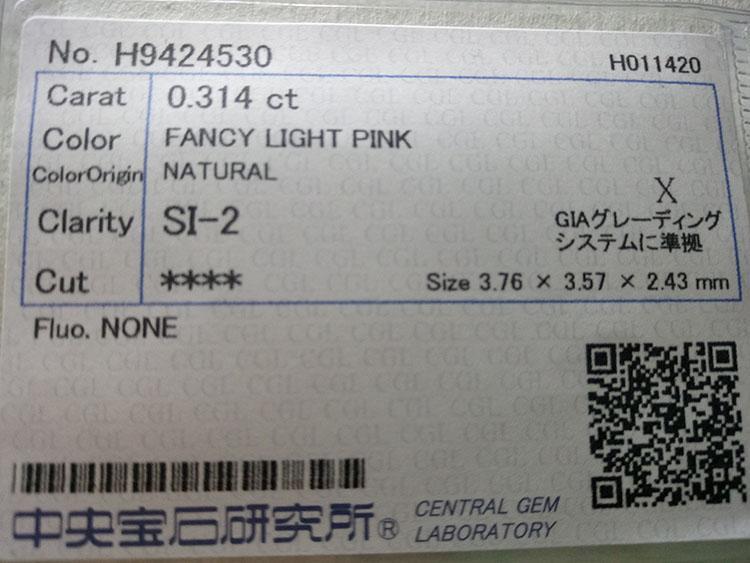 No. H9424530 H011420
Carat 0.314 ct
Color FANCY LIGHT PINK
ColorOrigin NATURAL
X
Clarity SI-2 GIAグレーディング
システムに準拠
Cut **** Size 3.76 × 3.57 × 2.43 mm
Fluo. NONE
中央宝石研究所® CENTRAL GEM
LABORATORY